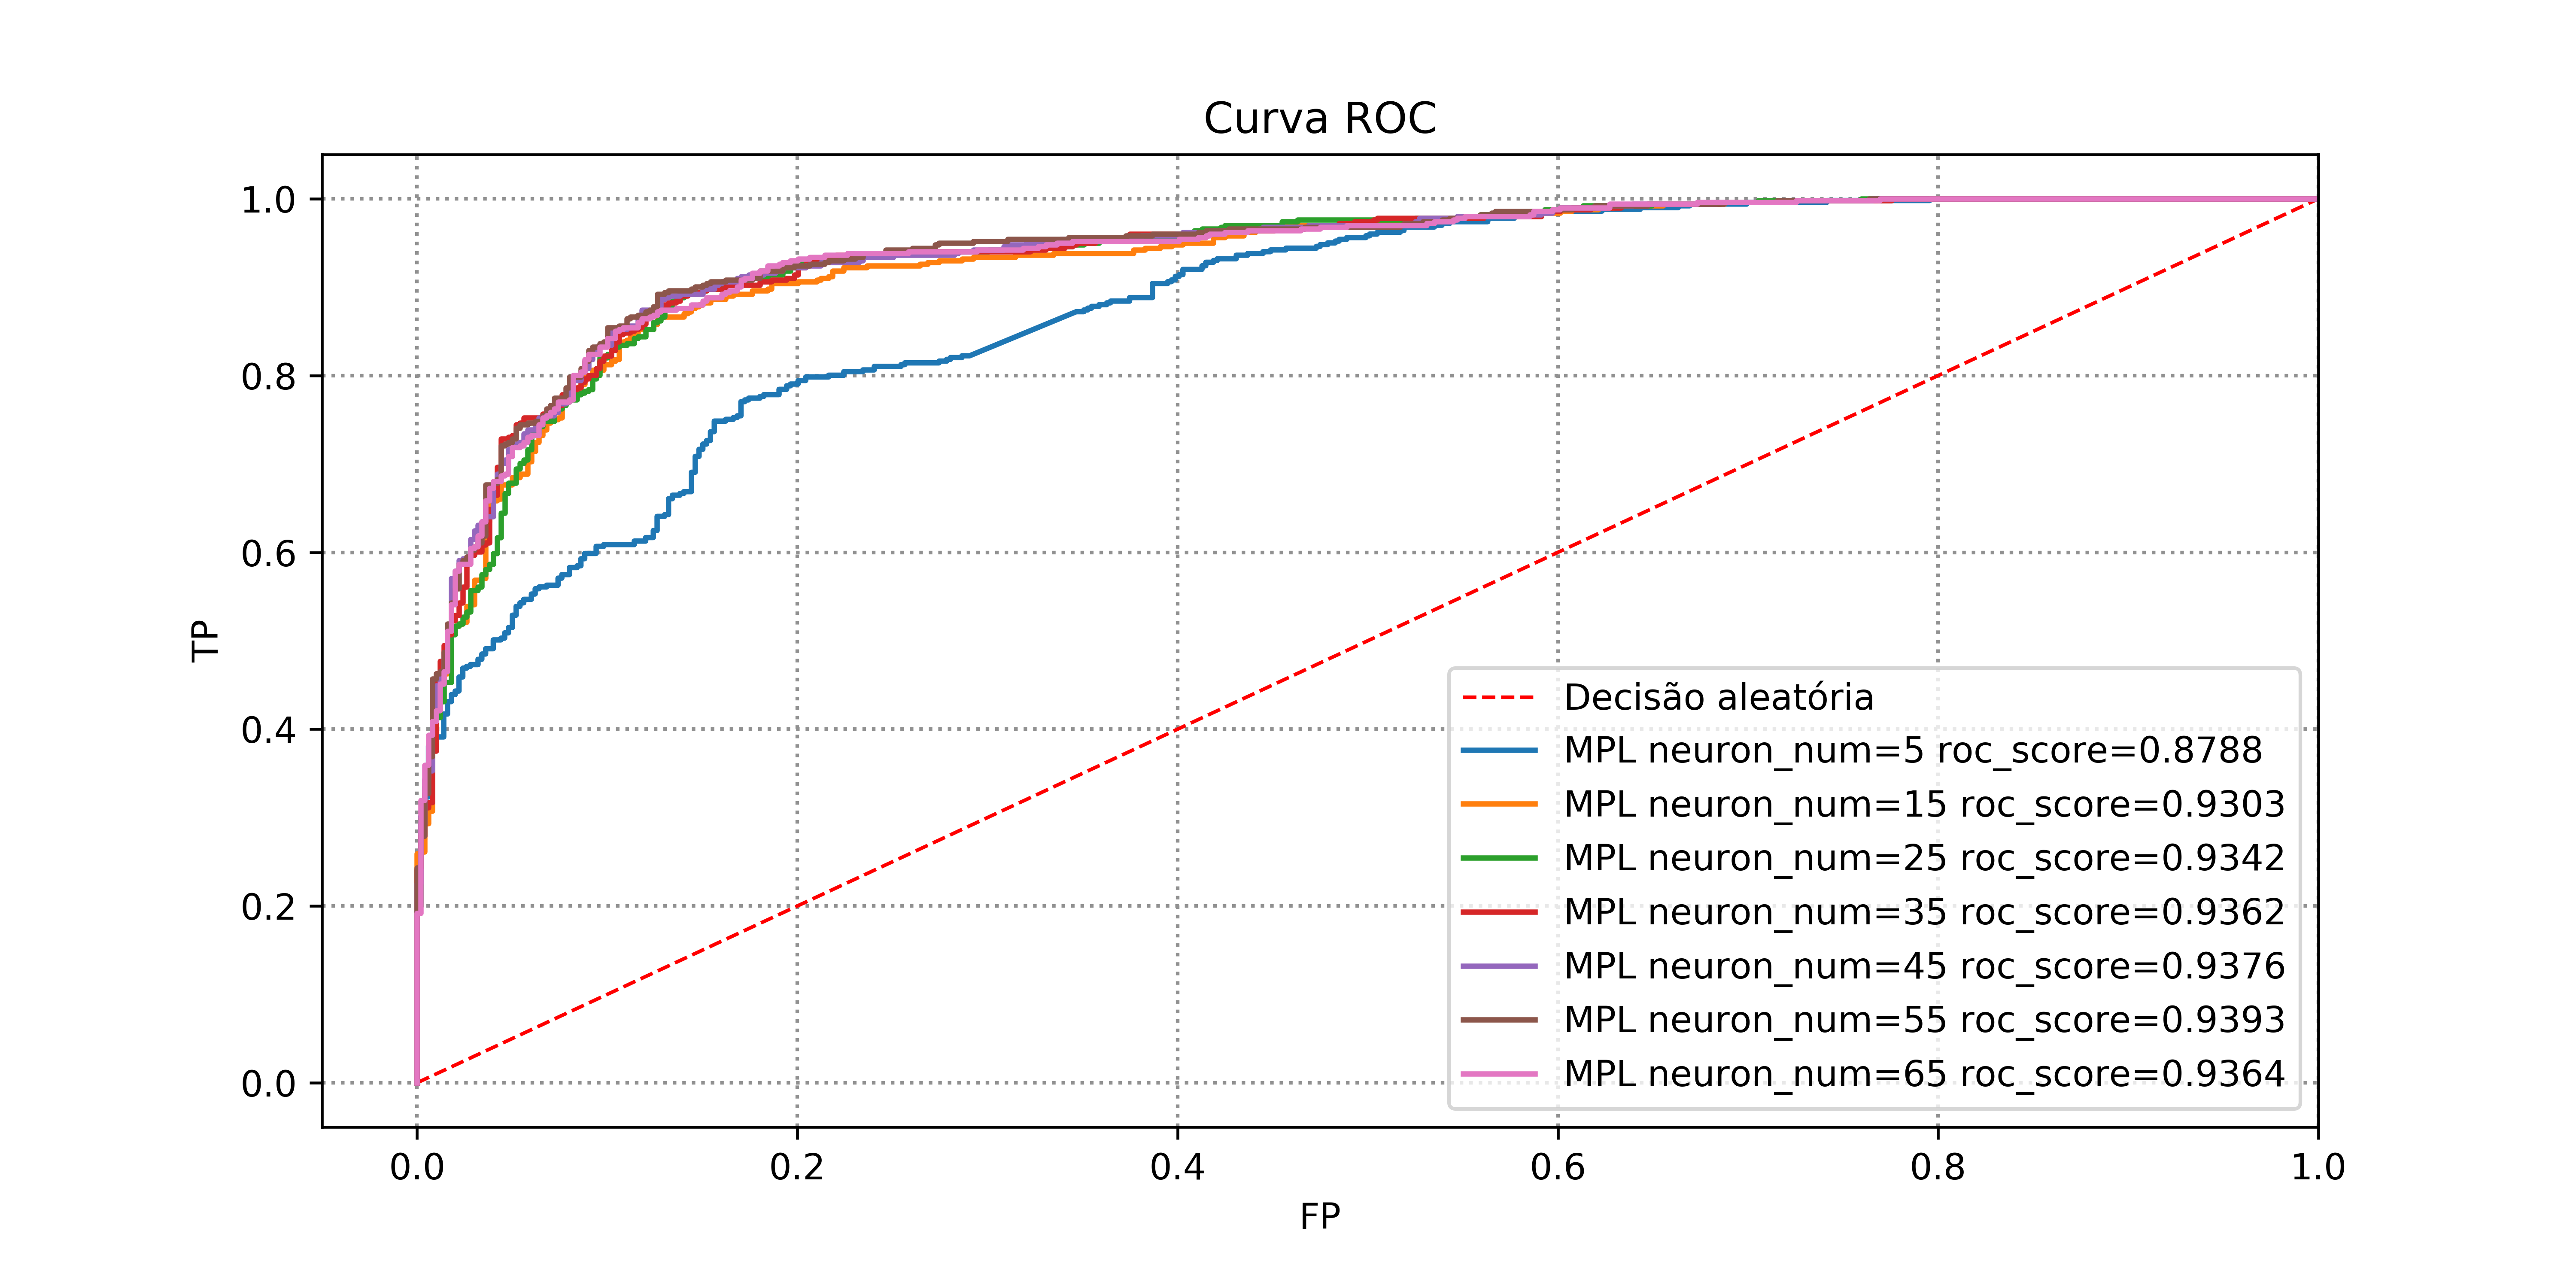 Curva ROC
1.0
0.8
0.6
0.4
0.2
0.0
TP
Decisão aleatória
MPL neuron_num=5 roc_score=0.8788
MPL neuron_num=15 roc_score=0.9303
MPL neuron_num=25 roc_score=0.9342
MPL neuron_num=35 roc_score=0.9362
MPL neuron_num=45 roc_score=0.9376
MPL neuron_num=55 roc_score=0.9393
MPL neuron_num=65 roc_score=0.9364
0.0 0.2 0.4 0.6 0.8 1.0
FP